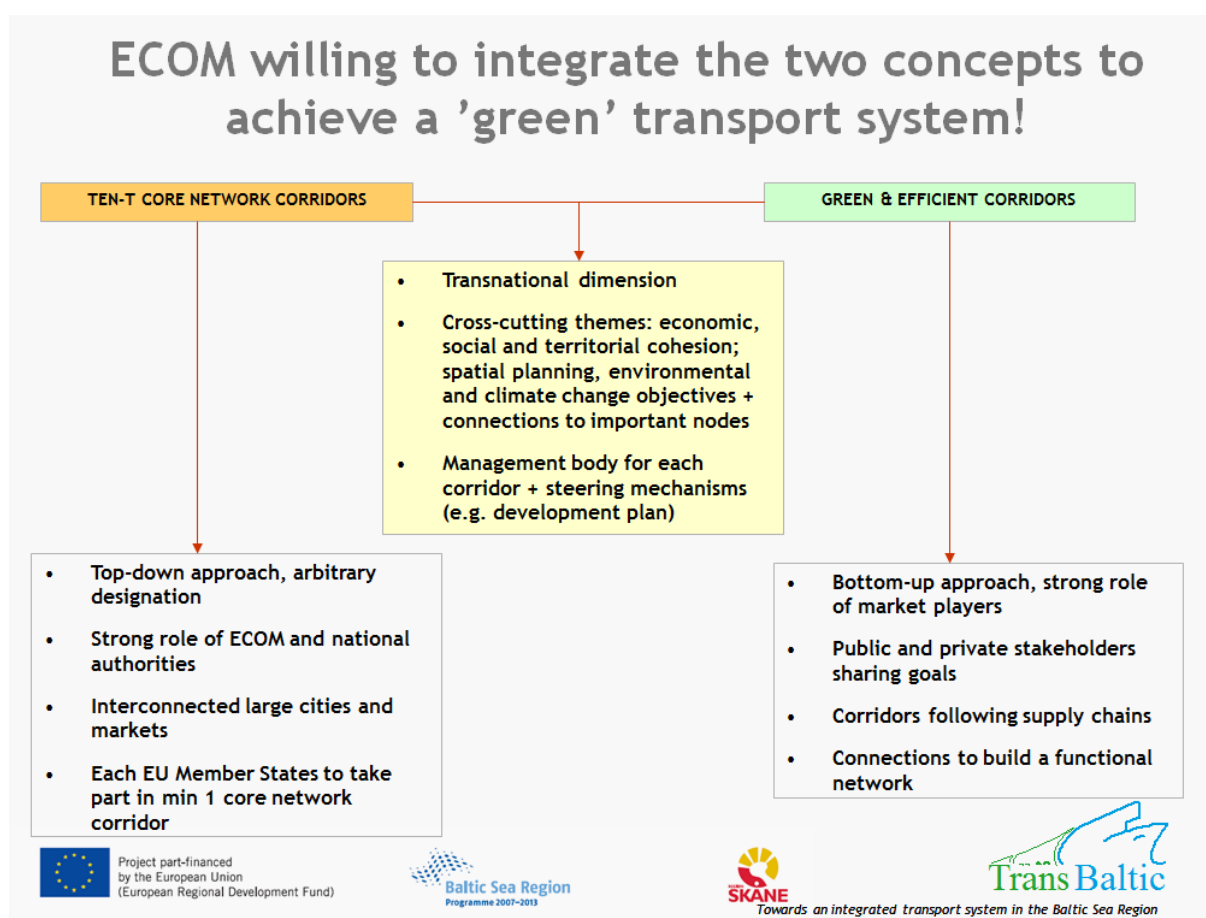 ECOM willing to integrate the two concepts to
achieve a ’green’ transport system!
TEN-T CORE NETWORK CORRIDORS
GREEN & EFFICIENT CORRIDORS
• Transnational dimension
• Cross-cutting themes: economic,
social and territorial cohesion;
spatial planning, environmental
and climate change objectives +
connections to important nodes
• Management body for each
corridor + steering mechanisms
(e.g. development plan)
• Top-down approach, arbitrary
designation
• Strong role of ECOM and national
authorities
• Interconnected large cities and
markets
• Each EU Member States to take
part in min 1 core network
corridor
• Bottom-up approach, strong role
of market players
• Public and private stakeholders
sharing goals
• Corridors following supply chains
• Connections to build a functional
network
Project part-financed
by the European Union
(European Regional Development Fund)
Baltic Sea Region
Programme 2007–2013
REGION
SKÅNE
TransBaltic
Towards an integrated transport system in the Baltic Sea Region